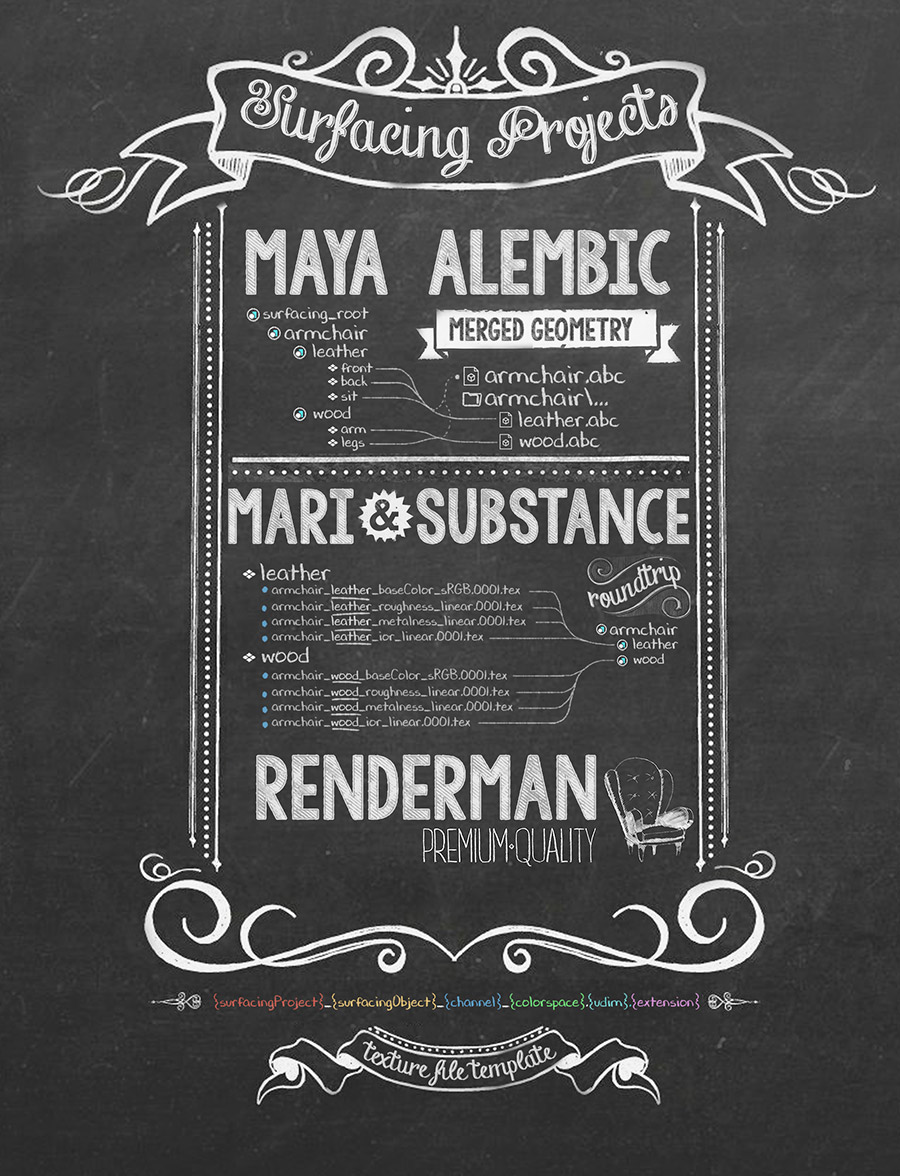 Surfacing Projects
MAYA ALEMBIC
surfacing_root
armchair
leather
front
back
sit
wood
arm
legs
MERGED GEOMETRY
armchair.abc
armchair\...
leather.abc
wood.abc
MARI & SUBSTANCE
leather
armchair_leather_baseColor_sRGB.0001.tex
armchair_leather_roughness_linear.0001.tex
armchair_leather_metalness_linear.0001.tex
armchair_leather_ior_linear.0001.tex
wood
armchair_wood_baseColor_sRGB.0001.tex
armchair_wood_roughness_linear.0001.tex
armchair_wood_metalness_linear.0001.tex
armchair_wood_ior_linear.0001.tex
roundtrip
armchair
leather
wood
RENDERMAN
PREMIUM·QUALITY
{surfacingProject}_{surfacingObject}_{channel}_{colorspace}.{udim}.{extension}
texture file template